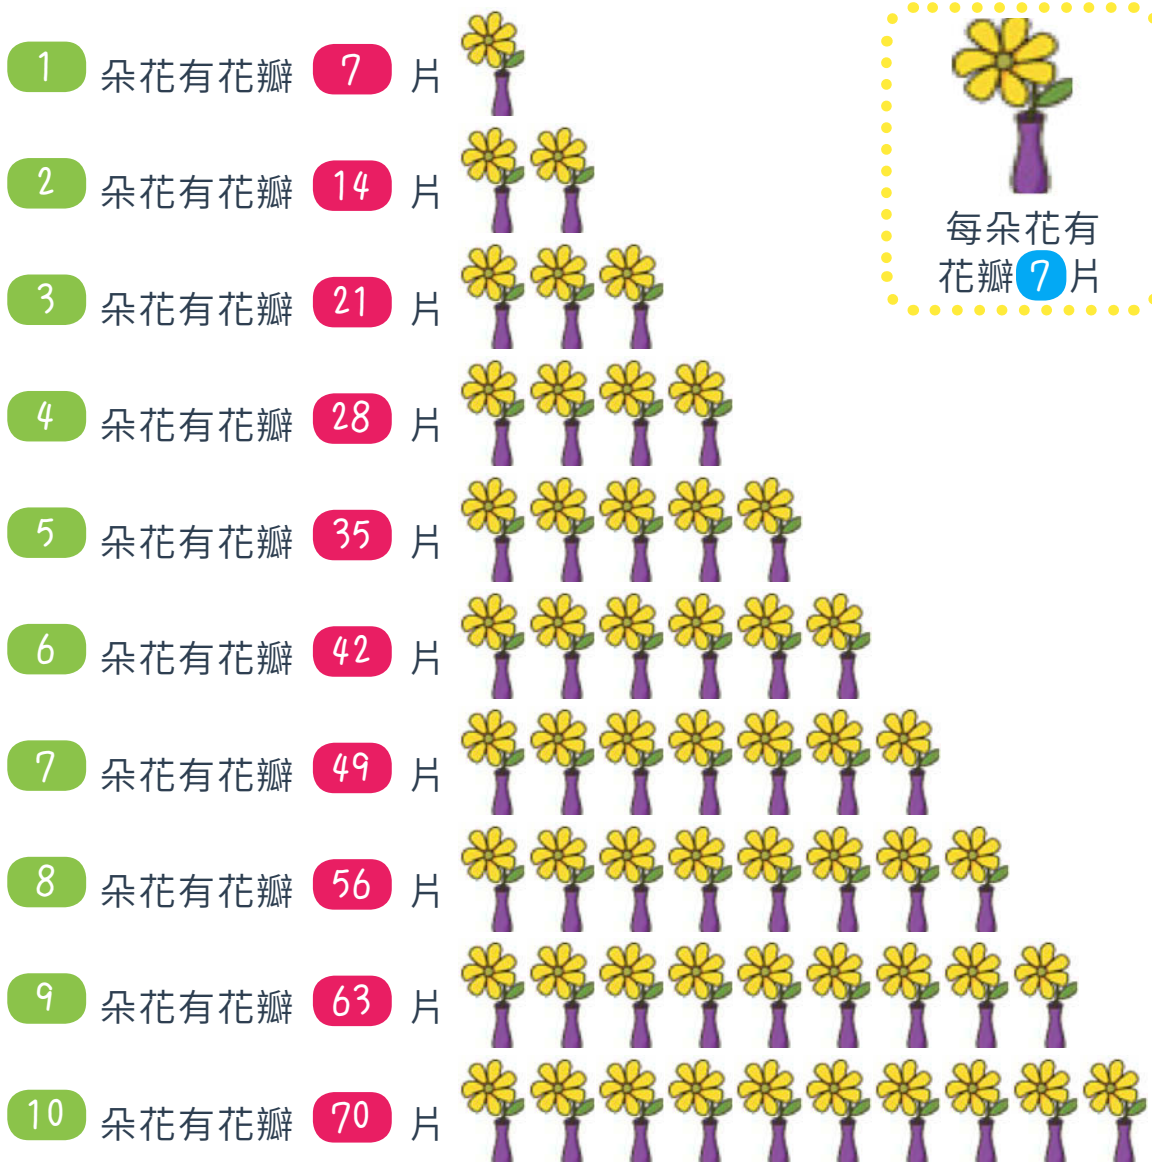 1 朵花有花瓣 7 片
2 朵花有花瓣 14 片
3 朵花有花瓣 21 片
4 朵花有花瓣 28 片
5 朵花有花瓣 35 片
6 朵花有花瓣 42 片
7 朵花有花瓣 49 片
8 朵花有花瓣 56 片
9 朵花有花瓣 63 片
10 朵花有花瓣 70 片
每朵花有
花瓣7片